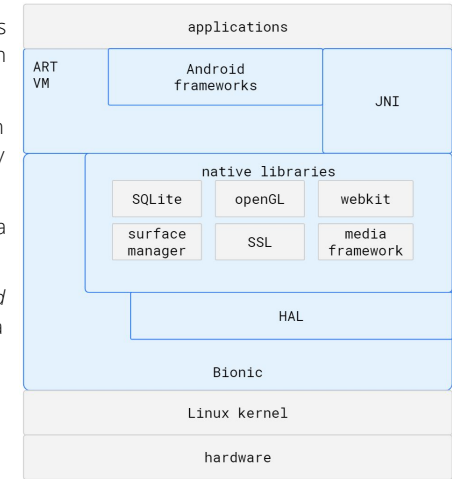 applications
ART
VM
Android
frameworks
JNI
native libraries
SQLite openGL webkit
surface
manager
SSL
media
framework
HAL
Bionic
Linux kernel
hardware